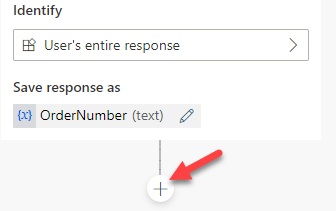 Identify
User's entire response
Save response as
{x} OrderNumber (text)